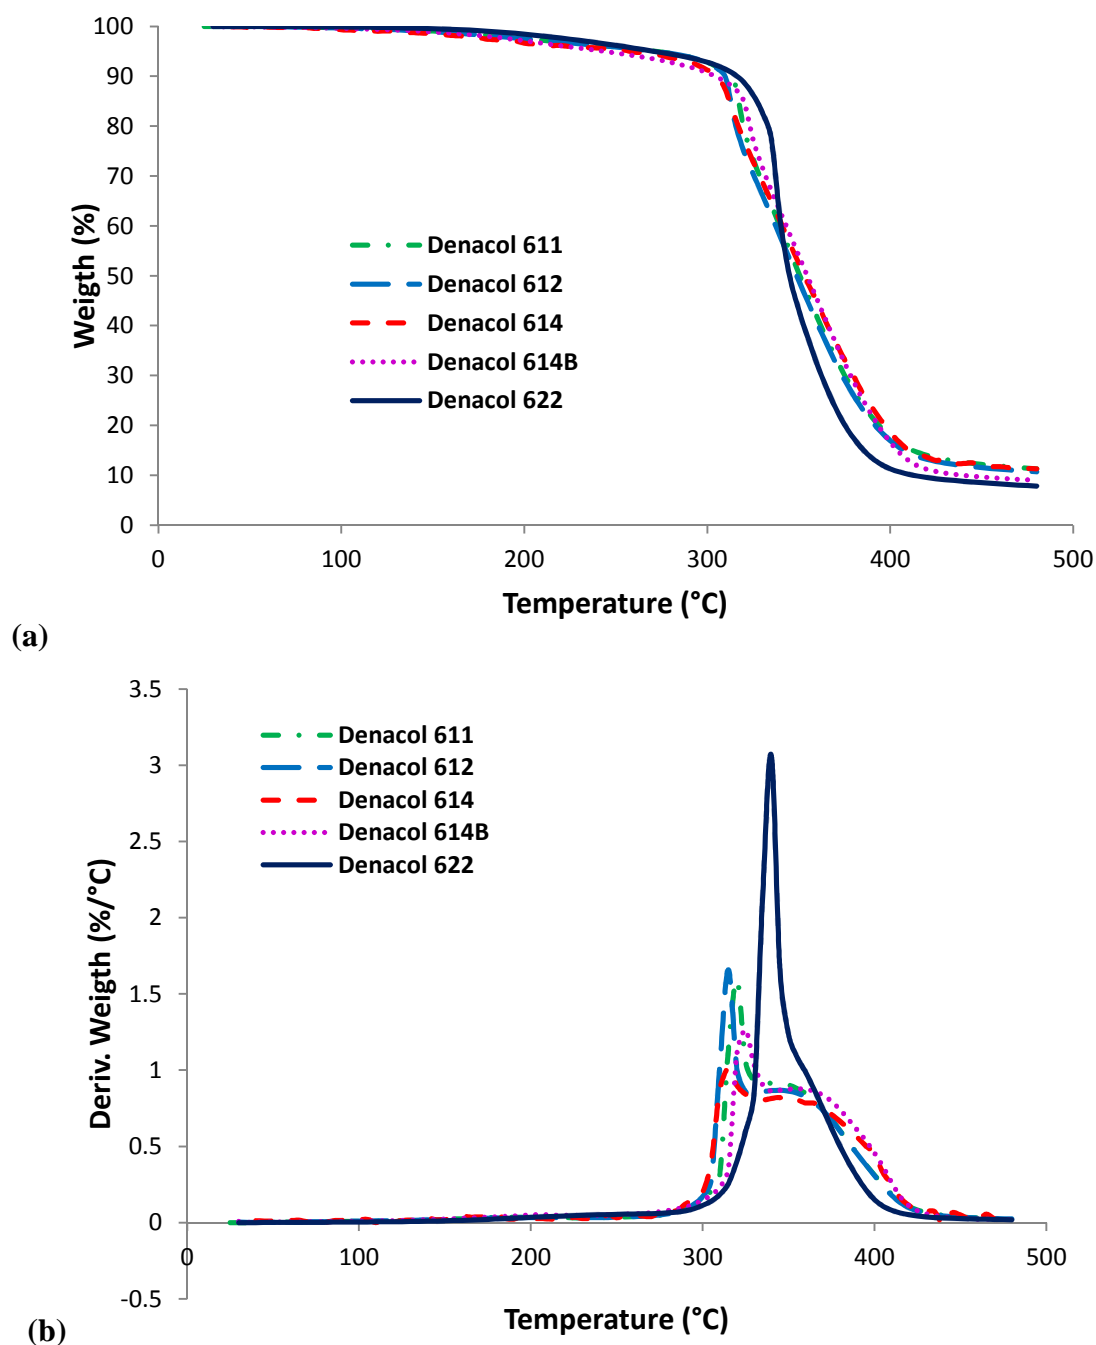 100
90
80
70
60
50
40
30
20
10
0
Weigth (%)
Denacol 611
Denacol 612
Denacol 614
Denacol 614B
Denacol 622
0 100 200 300 400 500
Temperature (°C)
(a)
3.5
3
2.5
2
1.5
1
0.5
0
-0.5
Deriv. Weigth (%/°C)
Denacol 611
Denacol 612
Denacol 614
Denacol 614B
Denacol 622
0 100 200 300 400 500
Temperature (°C)
(b)